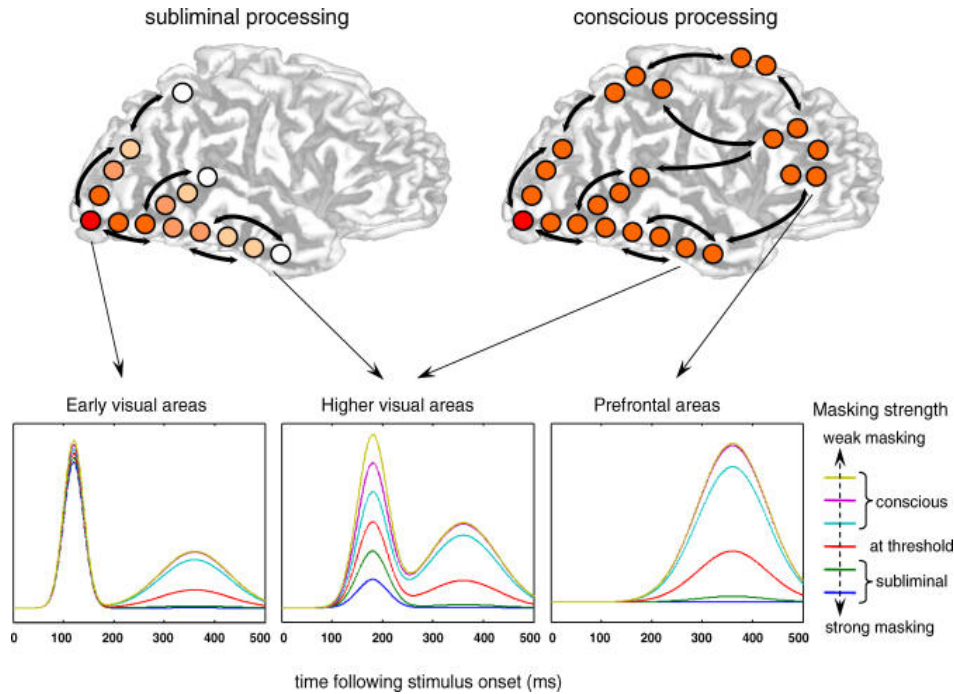 subliminal processing
conscious processing
Early visual areas
Higher visual areas
Prefrontal areas
Masking strength
weak masking
conscious
at threshold
subliminal
strong masking
0 100 200 300 400 500
0 100 200 300 400 500
0 100 200 300 400 500
time following stimulus onset (ms)